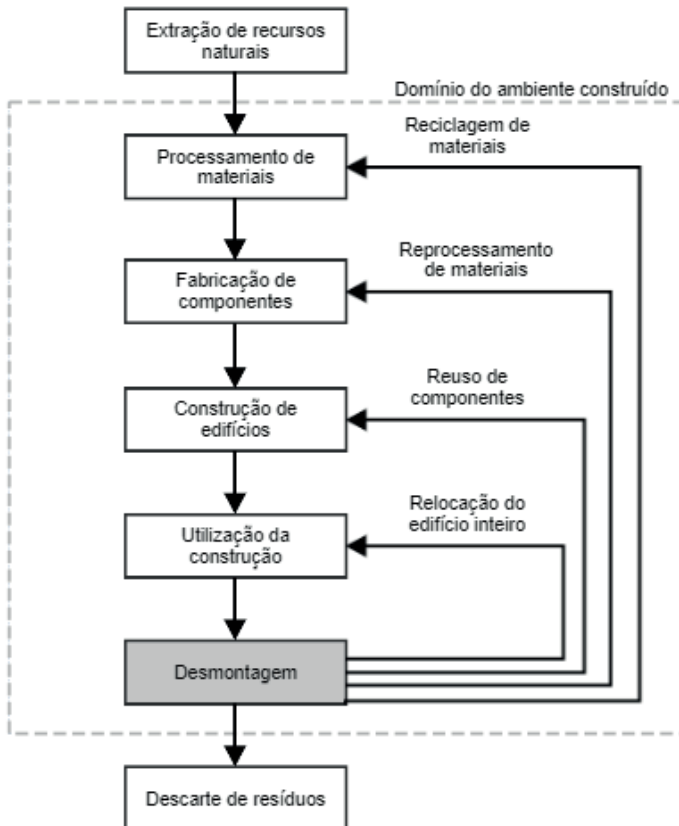 Extração de recursos
naturais
Domínio do ambiente construído
Reciclagem de
materiais
Processamento de
materiais
Reprocessamento
de materiais
Fabricação de
componentes
Reuso de
componentes
Construção de
edifícios
Relocação do
edifício inteiro
Utilização da
construção
Desmontagem
Descarte de resíduos